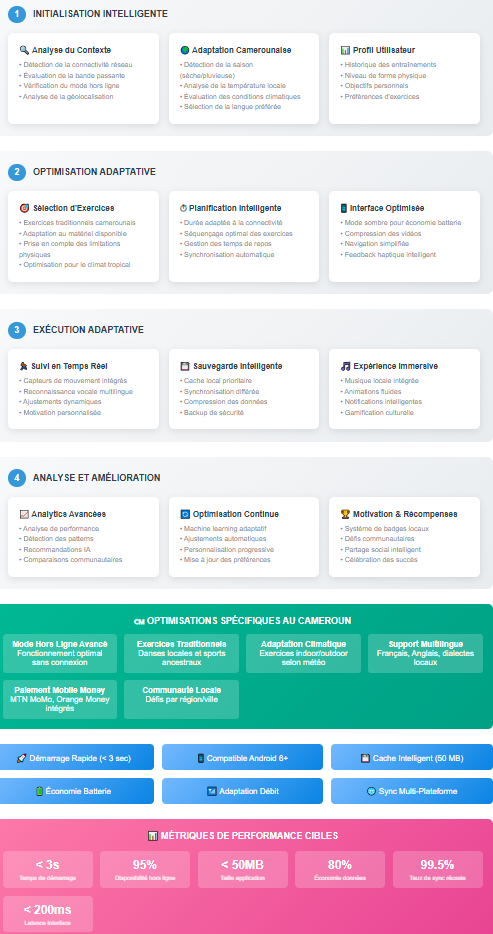 1 INITIALISATION INTELLIGENTE
Analyse du Contexte
• Détection de la connectivité réseau
• Évaluation de la bande passante
• Vérification du mode hors ligne
• Analyse de la géolocalisation
Adaptation Camerounaise
• Détection de la saison
(sèche/pluvieuse)
• Analyse de la température locale
• Évaluation des conditions climatiques
• Sélection de la langue préférée
Profil Utilisateur
• Historique des entraînements
• Niveau de forme physique
• Objectifs personnels
• Préférences d'exercices
2 OPTIMISATION ADAPTATIVE
Sélection d'Exercices
• Exercices traditionnels camerounais
• Adaptation au matériel disponible
• Prise en compte des limitations
physiques
• Optimisation pour le climat tropical
Planification Intelligente
• Durée adaptée à la connectivité
• Séquençage optimal des exercices
• Gestion des temps de repos
• Synchronisation automatique
Interface Optimisée
• Mode sombre pour économie batterie
• Compression des vidéos
• Navigation simplifiée
• Feedback haptique intelligent
3 EXÉCUTION ADAPTATIVE
Suivi en Temps Réel
• Capteurs de mouvement intégrés
• Reconnaissance vocale multilingue
• Ajustements dynamiques
• Motivation personnalisée
Sauvegarde Intelligente
• Cache local prioritaire
• Synchronisation différée
• Compression des données
• Backup de sécurité
Expérience Immersive
• Musique locale intégrée
• Animations fluides
• Notifications intelligentes
• Gamification culturelle
4 ANALYSE ET AMÉLIORATION
Analytics Avancées
• Analyse de performance
• Détection des patterns
• Recommandations IA
• Comparaisons communautaires
Optimisation Continue
• Machine learning adaptatif
• Ajustements automatiques
• Personnalisation progressive
• Mise à jour des préférences
Motivation & Récompenses
• Système de badges locaux
• Défis communautaires
• Partage social intelligent
• Célébration des succès
CM OPTIMISATIONS SPÉCIFIQUES AU CAMEROUN
Mode Hors Ligne Avancé
Fonctionnement optimal
sans connexion
Exercices Traditionnels
Danses locales et sports
ancestraux
Adaptation Climatique
Exercices indoor/outdoor
selon météo
Support Multilingue
Français, Anglais, dialectes
locaux
Paiement Mobile Money
MTN MoMo, Orange Money
intégrés
Communauté Locale
Défis par région/ville
Démarrage Rapide (< 3 sec)
Compatible Android 6+
Cache Intelligent (50 MB)
Économie Batterie
Adaptation Débit
Sync Multi-Plateforme
MÉTRIQUES DE PERFORMANCE CIBLES
< 3s
Temps de démarrage
95%
Disponibilité hors ligne
< 50MB
Taille application
80%
Économie données
99.5%
Taux de sync réussie
< 200ms
Latence interface